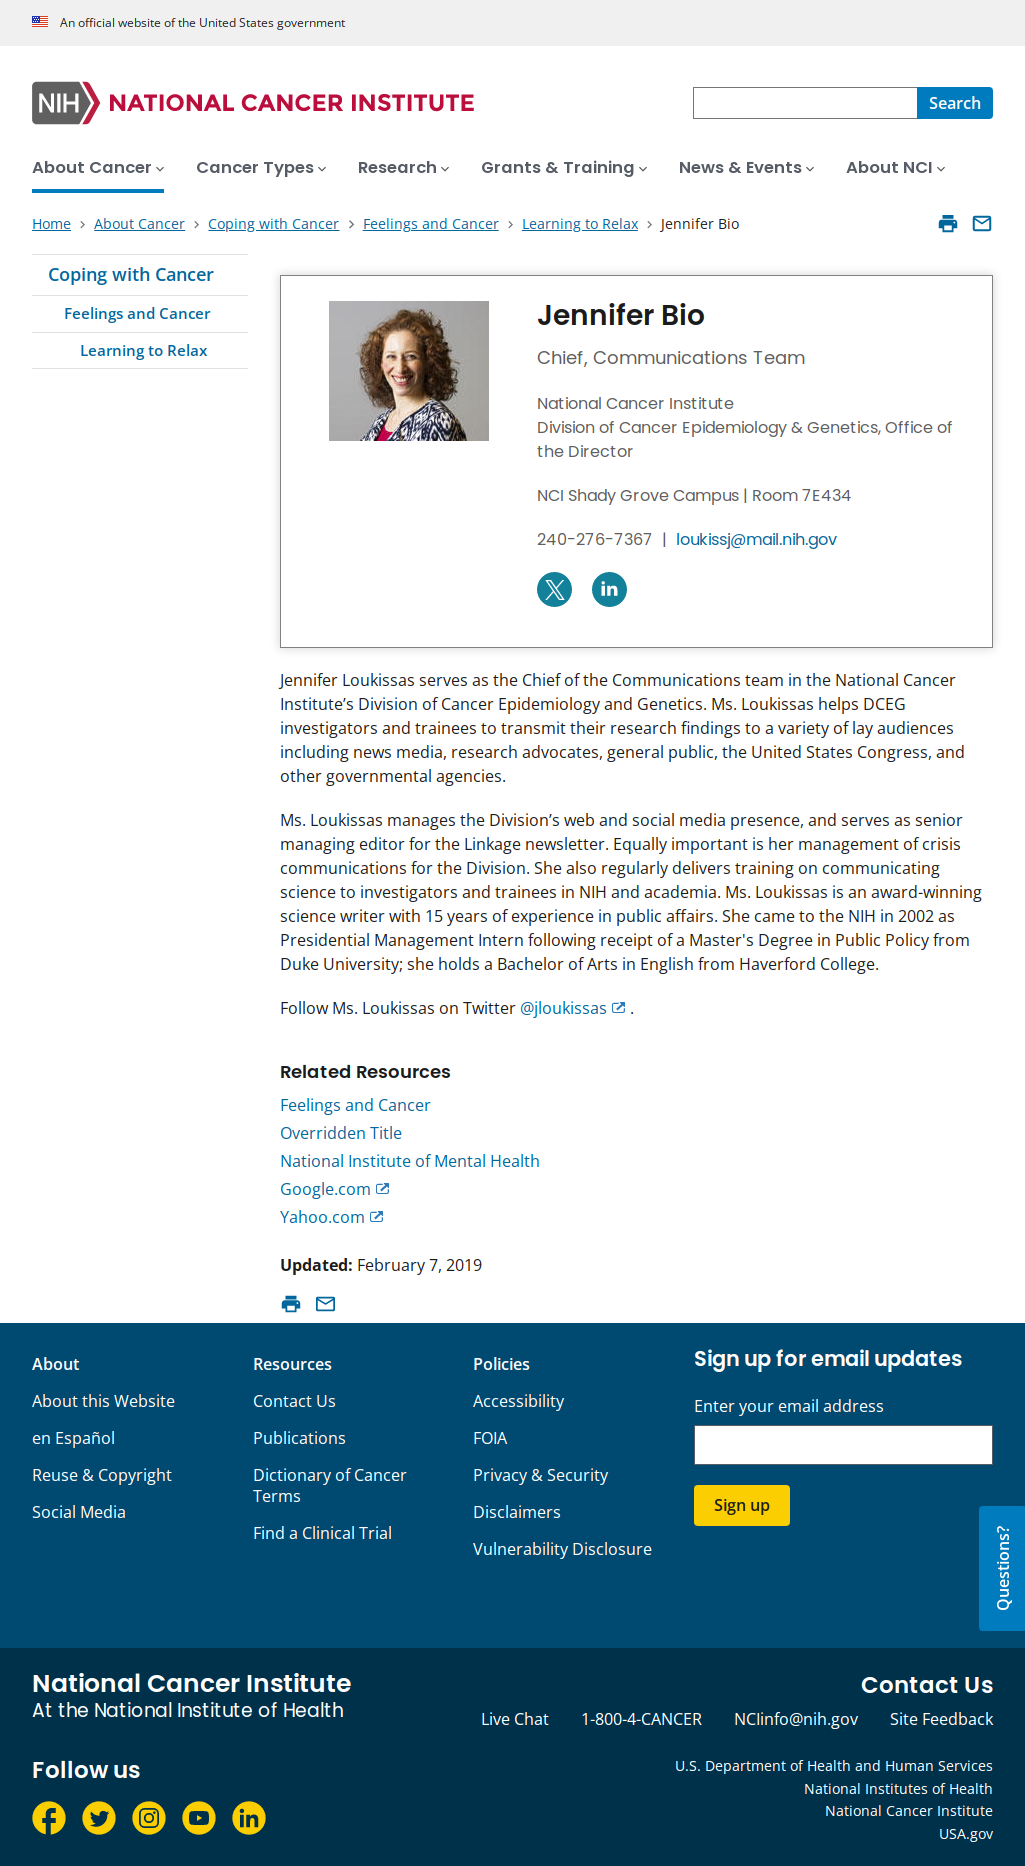 An official website of the United States government
NIH NATIONAL CANCER INSTITUTE
Search
About Cancer
Cancer Types
Research
Grants & Training
News & Events
About NCI
Home
About Cancer
Coping with Cancer
Feelings and Cancer
Learning to Relax
Jennifer Bio
Coping with Cancer
Feelings and Cancer
Learning to Relax
Jennifer Bio
Chief, Communications Team
National Cancer Institute
Division of Cancer Epidemiology & Genetics, Office of
the Director
NCI Shady Grove Campus | Room 7E434
240-276-7367 | loukissj@mail.nih.gov
Jennifer Loukissas serves as the Chief of the Communications team in the National Cancer
Institute’s Division of Cancer Epidemiology and Genetics. Ms. Loukissas helps DCEG
investigators and trainees to transmit their research findings to a variety of lay audiences
including news media, research advocates, general public, the United States Congress, and
other governmental agencies.
Ms. Loukissas manages the Division’s web and social media presence, and serves as senior
managing editor for the Linkage newsletter. Equally important is her management of crisis
communications for the Division. She also regularly delivers training on communicating
science to investigators and trainees in NIH and academia. Ms. Loukissas is an award-winning
science writer with 15 years of experience in public affairs. She came to the NIH in 2002 as
Presidential Management Intern following receipt of a Master's Degree in Public Policy from
Duke University; she holds a Bachelor of Arts in English from Haverford College.
Follow Ms. Loukissas on Twitter @jloukissas .
Related Resources
Feelings and Cancer
Overridden Title
National Institute of Mental Health
Google.com
Yahoo.com
Updated: February 7, 2019
About
About this Website
en Español
Reuse & Copyright
Social Media
Resources
Contact Us
Publications
Dictionary of Cancer
Terms
Find a Clinical Trial
Policies
Accessibility
FOIA
Privacy & Security
Disclaimers
Vulnerability Disclosure
Sign up for email updates
Enter your email address
Sign up
Questions?
National Cancer Institute
At the National Institute of Health
Contact Us
Live Chat
1-800-4-CANCER
NCIinfo@nih.gov
Site Feedback
Follow us
U.S. Department of Health and Human Services
National Institutes of Health
National Cancer Institute
USA.gov